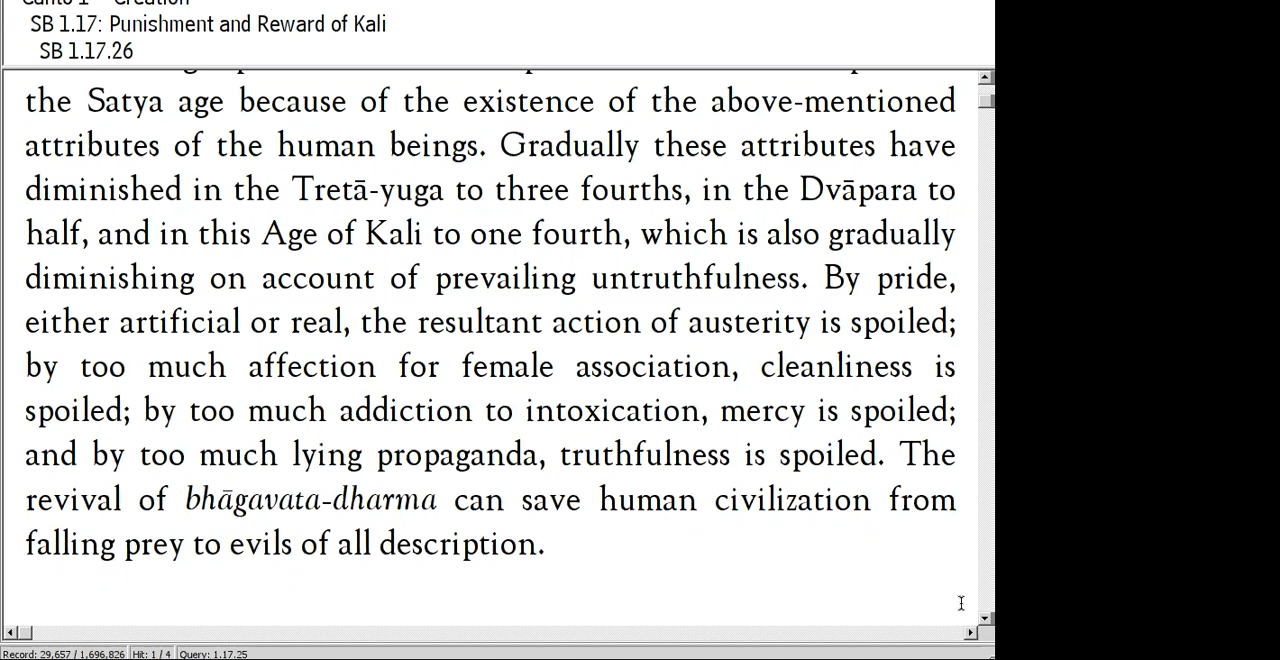 SB 1.17: Punishment and Reward of Kali
SB 1.17.26
the Satya age because of the existence of the above-mentioned
attributes of the human beings. Gradually these attributes have
diminished in the Tretā-yuga to three fourths, in the Dvāpara to
half, and in this Age of Kali to one fourth, which is also gradually
diminishing on account of prevailing untruthfulness. By pride,
either artificial or real, the resultant action of austerity is spoiled;
by too much affection for female association, cleanliness is
spoiled; by too much addiction to intoxication, mercy is spoiled;
and by too much lying propaganda, truthfulness is spoiled. The
revival of bhāgavata-dharma can save human civilization from
falling prey to evils of all description.
Record: 29,657 / 1,696,826 Hit: 1 / 4 Query: 1.17.25